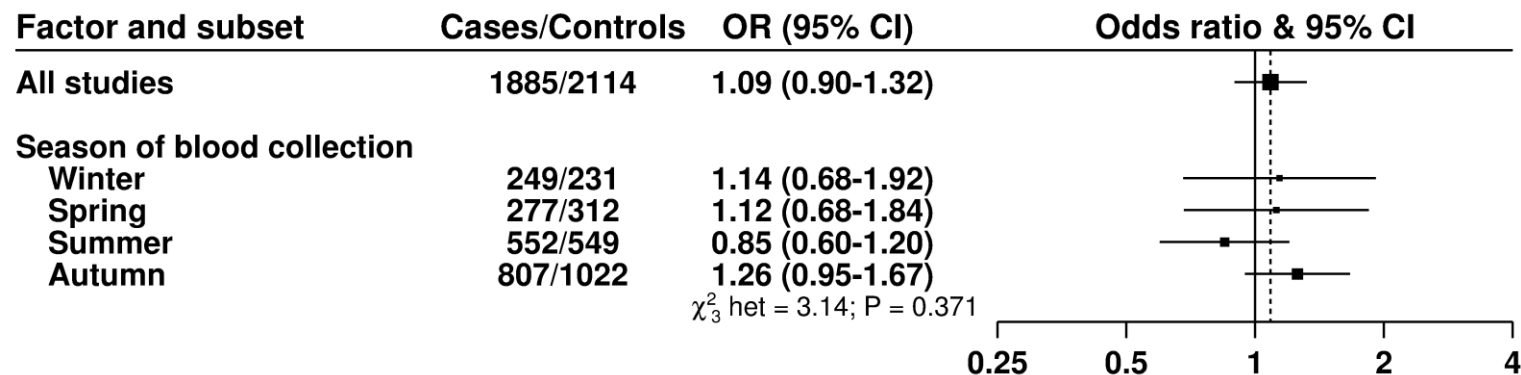 Factor and subset Cases/Controls OR (95% CI) Odds ratio & 95% CI
All studies 1885/2114 1.09 (0.90-1.32)
Season of blood collection
Winter 249/231 1.14 (0.68-1.92)
Spring 277/312 1.12 (0.68-1.84)
Summer 552/549 0.85 (0.60-1.20)
Autumn 807/1022 1.26 (0.95-1.67)
χ²₃ het = 3.14; P = 0.371
0.25 0.5 1 2 4